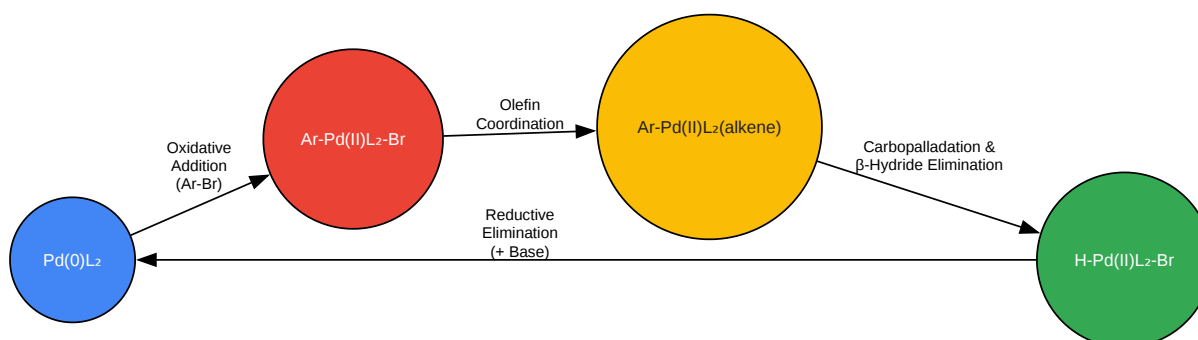 Pd(0)L₂
Oxidative
Addition
(Ar-Br)
Ar-Pd(II)L₂-Br
Olefin
Coordination
Ar-Pd(II)L₂(alkene)
Carbopalladation &
β-Hydride Elimination
H-Pd(II)L₂-Br
Reductive
Elimination
(+ Base)